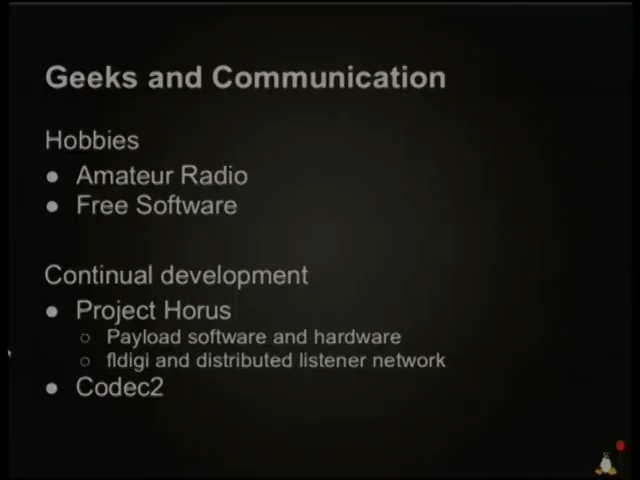 Geeks and Communication
Hobbies
● Amateur Radio
● Free Software
Continual development
● Project Horus
○ Payload software and hardware
○ fldigi and distributed listener network
● Codec2